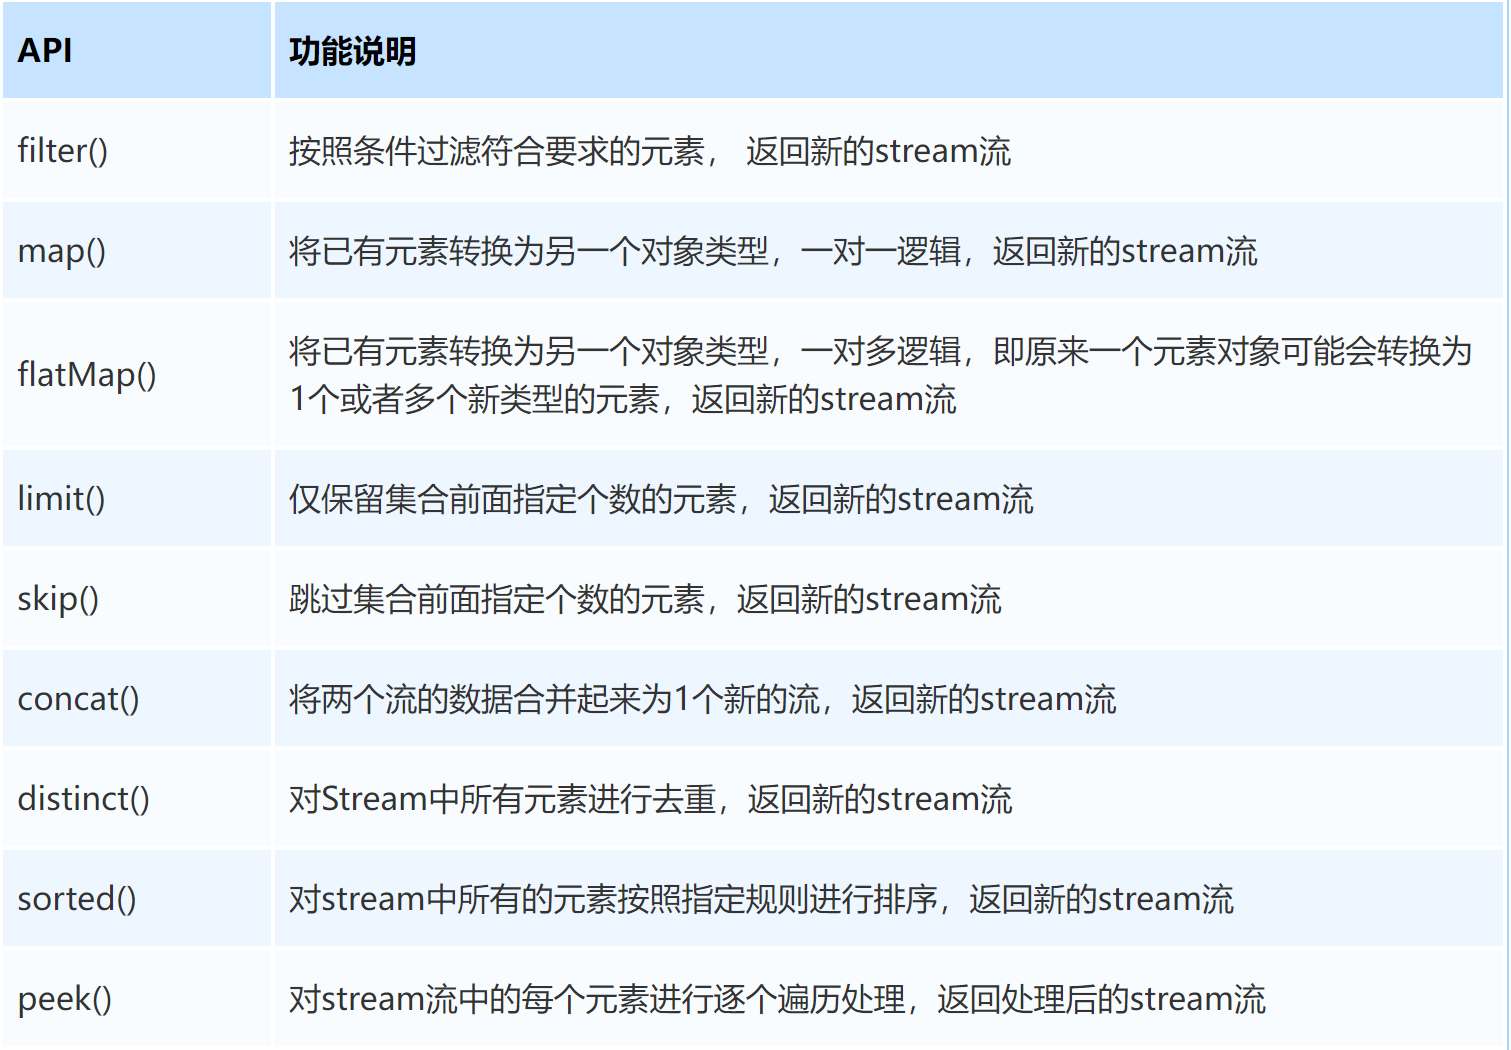 API
功能说明
filter()
按照条件过滤符合要求的元素， 返回新的stream流
map()
将已有元素转换为另一个对象类型，一对一逻辑，返回新的stream流
flatMap()
将已有元素转换为另一个对象类型，一对多逻辑，即原来一个元素对象可能会转换为
1个或者多个新类型的元素，返回新的stream流
limit()
仅保留集合前面指定个数的元素，返回新的stream流
skip()
跳过集合前面指定个数的元素，返回新的stream流
concat()
将两个流的数据合并起来为1个新的流，返回新的stream流
distinct()
对Stream中所有元素进行去重，返回新的stream流
sorted()
对stream中所有的元素按照指定规则进行排序，返回新的stream流
peek()
对stream流中的每个元素进行逐个遍历处理，返回处理后的stream流